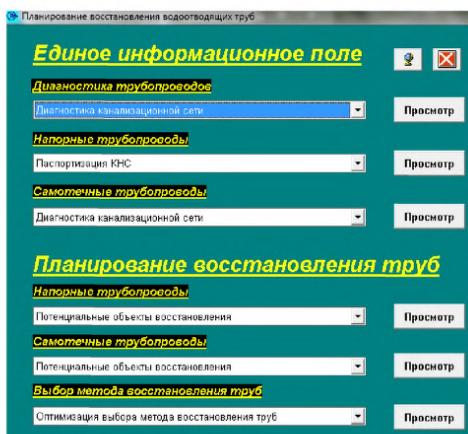 Планирование восстановления водоотводящих труб
Единое информационное поле
Диагностика трубопроводов
Диагностика канализационной сети
Просмотр
Напорные трубопроводы
Паспортизация КНС
Просмотр
Самотечные трубопроводы
Диагностика канализационной сети
Просмотр
Планирование восстановления труб
Напорные трубопроводы
Потенциальные объекты восстановления
Просмотр
Самотечные трубопроводы
Потенциальные объекты восстановления
Просмотр
Выбор метода восстановления труб
Оптимизация выбора метода восстановления труб
Просмотр